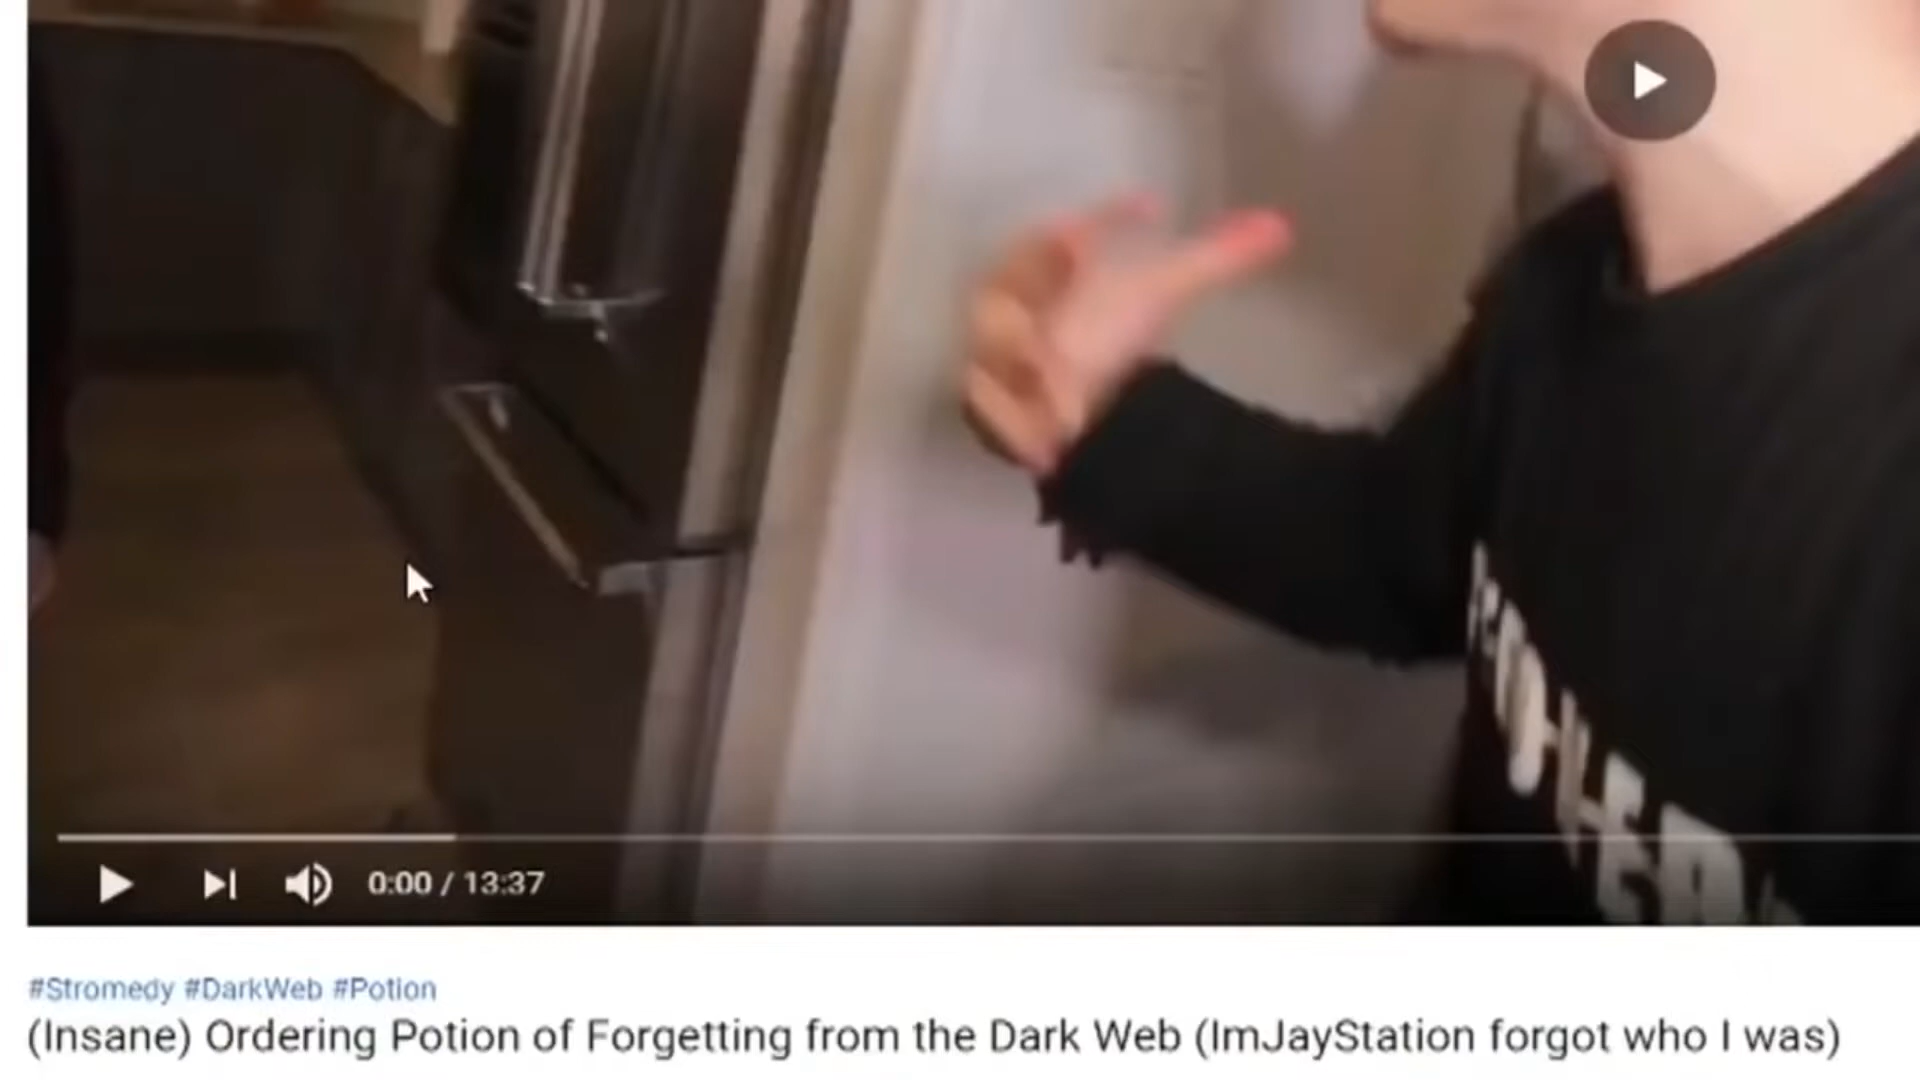 0:00 / 13:37
#Stromedy #DarkWeb #Potion
(Insane) Ordering Potion of Forgetting from the Dark Web (ImJayStation forgot who I was)